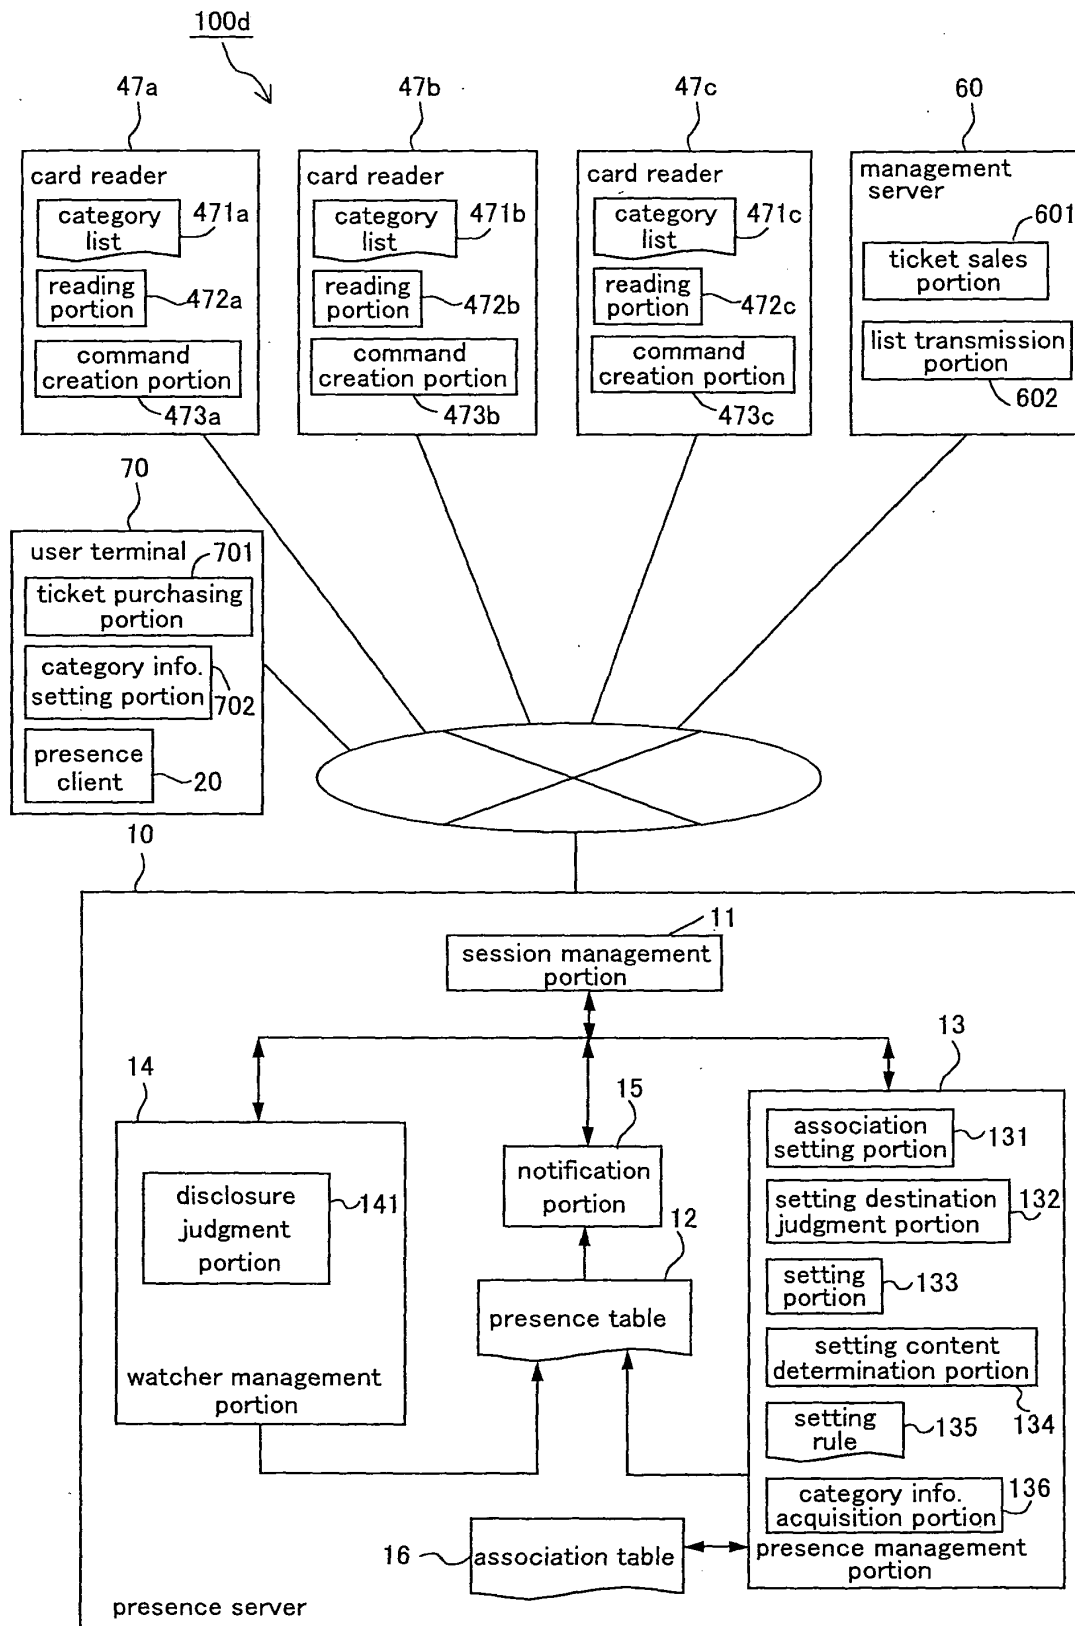 100d
47a
47b
47c
60
card reader
category
list
471a
reading
portion
472a
command
creation portion
473a
card reader
category
list
471b
reading
portion
472b
command
creation portion
473b
card reader
category
list
471c
reading
portion
472c
command
creation portion
473c
management
server
601
ticket sales
portion
list transmission
portion
602
70
user terminal
701
ticket purchasing
portion
category info.
setting portion
702
presence
client
20
10
11
session management
portion
14
disclosure
judgment
portion
141
watcher management
portion
15
notification
portion
12
presence table
13
association
setting portion
131
setting destination
judgment portion
132
setting
portion
133
setting content
determination portion
134
setting
rule
135
category info.
acquisition portion
136
presence management
portion
16
association table
presence server